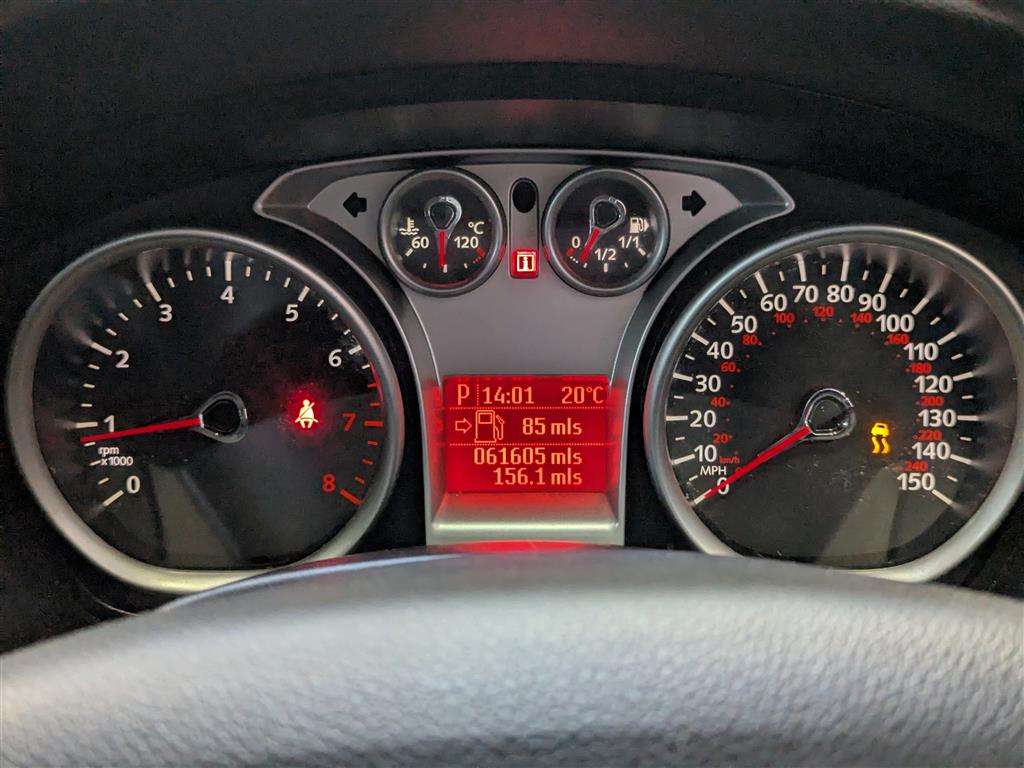 60 120 °C
0 1/2 1/1
i
0 1 2 3 4 5 6 7 8
rpm
x1000
P 14:01 20°C
85 mls
061605 mls
156.1 mls
0 10 20 30 40 50 60 70 80 90 100 110 120 130 140 150
MPH
km/h
20 40 60 80 100 120 140 160 180 200 220 240